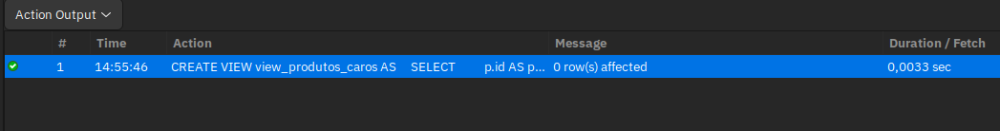 Action Output
# Time Action Message Duration / Fetch
1 14:55:46 CREATE VIEW view_produtos_caros AS SELECT p.id AS p... 0 row(s) affected 0,0033 sec